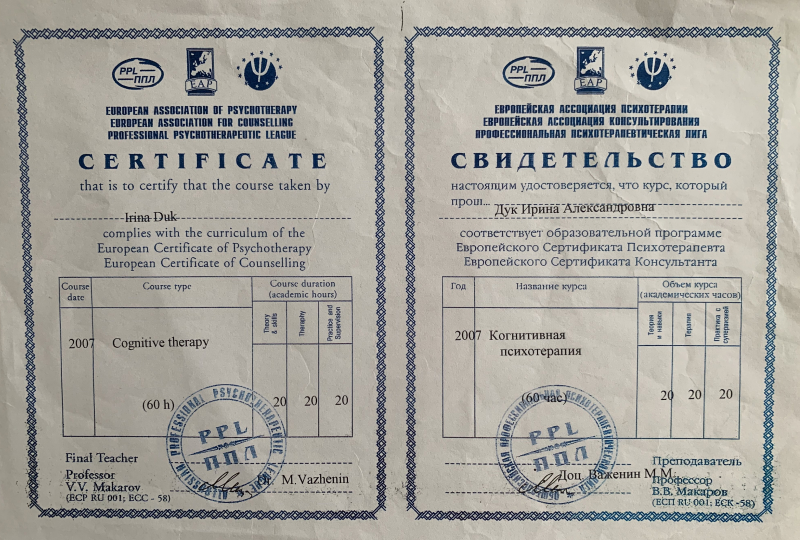 PPL
ППЛ
EAP
EUROPEAN ASSOCIATION OF PSYCHOTHERAPY
EUROPEAN ASSOCIATION FOR COUNSELLING
PROFESSIONAL PSYCHOTHERAPEUTIC LEAGUE
CERTIFICATE
that is to certify that the course taken by
Irina Duk
complies with the curriculum of the
European Certificate of Psychotherapy
European Certificate of Counselling
Course date
Course type
Course duration
(academic hours)
Theory & skills
Therapy
Practice and Supervision
2007 Cognitive therapy
(60 h) 20 20 20
PPL
ППЛ
Final Teacher
Dr. M.Vazhenin
Professor
V.V. Makarov
(ECP RU 001; ECC - 58)
PPL
ППЛ
EAP
ЕВРОПЕЙСКАЯ АССОЦИАЦИЯ ПСИХОТЕРАПИИ
ЕВРОПЕЙСКАЯ АССОЦИАЦИЯ КОНСУЛЬТИРОВАНИЯ
ПРОФЕССИОНАЛЬНАЯ ПСИХОТЕРАПЕВТИЧЕСКАЯ ЛИГА
СВИДЕТЕЛЬСТВО
настоящим удостоверяется, что курс, который
прош...
Дук Ирина Александровна
соответствует образовательной программе
Европейского Сертификата Психотерапевта
Европейского Сертификата Консультанта
Год
Название курса
Объем курса
(академических часов)
Теория и навыки
Терапия
Практика с супервизией
2007 Когнитивная
психотерапия
(60 час) 20 20 20
PPL
ППЛ
Преподаватель
Доц. Важенин М.М.
Профессор
В.В. Макаров
(ЕСП RU 001; ЕСК -58)